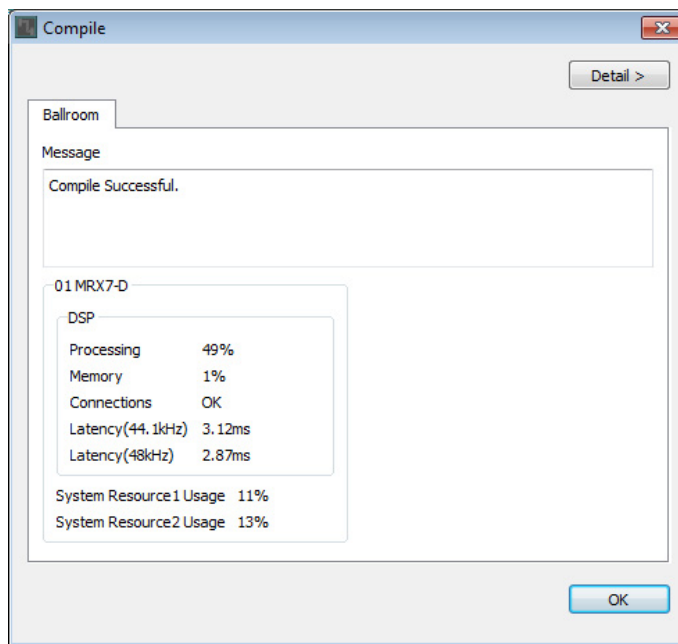 Compile
Detail >
Ballroom
Message
Compile Successful.
01 MRX7-D
DSP
Processing 49%
Memory 1%
Connections OK
Latency(44.1kHz) 3.12ms
Latency(48kHz) 2.87ms
System Resource1 Usage 11%
System Resource2 Usage 13%
OK